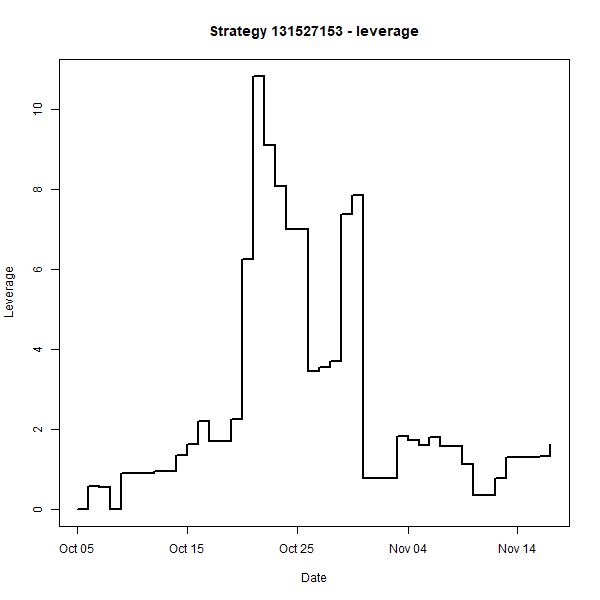 Strategy 131527153 - leverage
Leverage
10
8
6
4
2
0
Oct 05
Oct 15
Oct 25
Nov 04
Nov 14
Date